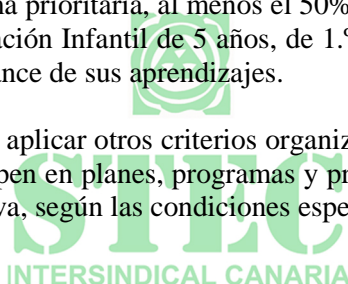 na prioritaria, al menos el 50%
ación Infantil de 5 años, de 1.º
ance de sus aprendizajes.
aplicar otros criterios organiz
pen en planes, programas y pr
va, según las condiciones espe
STEC
INTERSINDICAL CANARIA